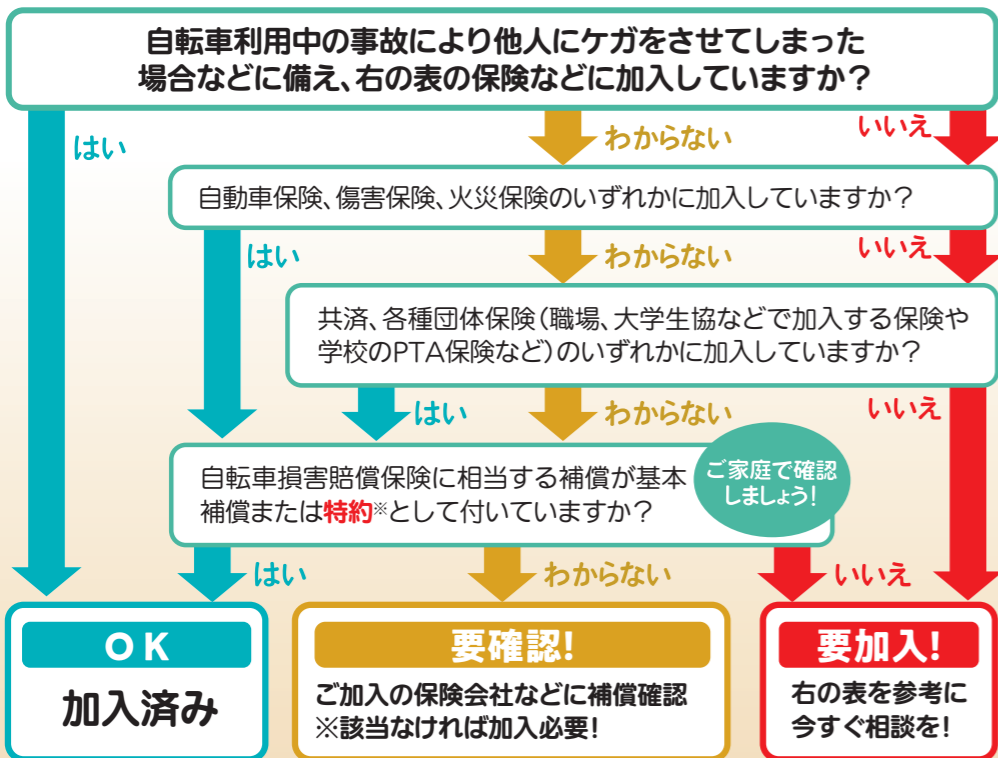 自転車利用中の事故により他人にケガをさせてしまった
場合などに備え、右の表の保険などに加入していますか？
はい
わからない
いいえ
自動車保険、傷害保険、火災保険のいずれかに加入していますか？
はい
わからない
いいえ
共済、各種団体保険（職場、大学生協などで加入する保険や
学校のPTA保険など）のいずれかに加入していますか？
はい
わからない
いいえ
自転車損害賠償保険に相当する補償が基本
補償または特約※として付いていますか？
ご家庭で確認
しましょう！
はい
わからない
いいえ
OK
加入済み
要確認！
ご加入の保険会社などに補償確認
※該当なければ加入必要！
要加入！
右の表を参考に
今すぐ相談を！